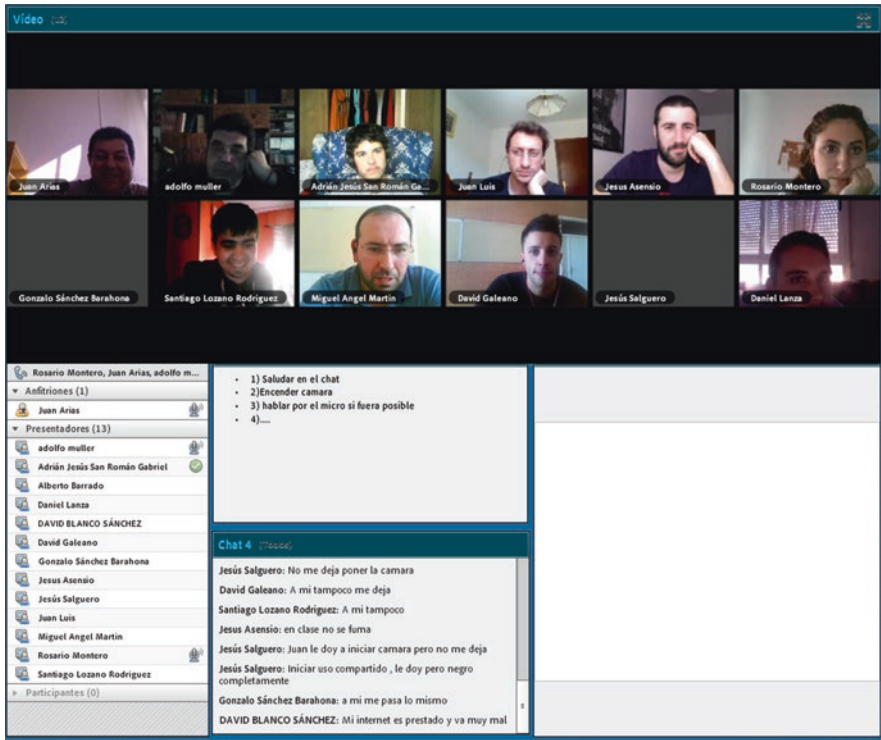 Vídeo (12)
Juan Arias
adolfo muller
Adrián Jesús San Román Ga...
Juan Luis
Jesus Asensio
Rosario Montero
Gonzalo Sánchez Barahona
Santiago Lozano Rodriguez
Miguel Angel Martin
David Galeano
Jesús Salguero
Daniel Lanza
Rosario Montero, Juan Arias, adolfo m...
Anfitriones (1)
Juan Arias
Presentadores (13)
adolfo muller
Adrián Jesús San Román Gabriel
Alberto Barrado
Daniel Lanza
DAVID BLANCO SÁNCHEZ
David Galeano
Gonzalo Sánchez Barahona
Jesus Asensio
Jesús Salguero
Juan Luis
Miguel Angel Martin
Rosario Montero
Santiago Lozano Rodriguez
Participantes (0)
• 1) Saludar en el chat
• 2)Encender camara
• 3) hablar por el micro si fuera posible
• 4)....
Chat 4 (Todos)
Jesús Salguero: No me deja poner la camara
David Galeano: A mi tampoco me deja
Santiago Lozano Rodriguez: A mi tampoco
Jesus Asensio: en clase no se fuma
Jesús Salguero: Juan le doy a iniciar camara pero no me deja
Jesús Salguero: Iniciar uso compartido , le doy pero negro
completamente
Gonzalo Sánchez Barahona: a mi me pasa lo mismo
DAVID BLANCO SÁNCHEZ: Mi internet es prestado y va muy mal